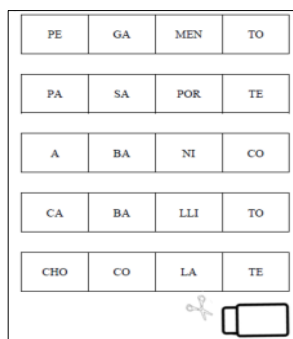 PE GA MEN TO
PA SA POR TE
A BA NI CO
CA BA LLI TO
CHO CO LA TE